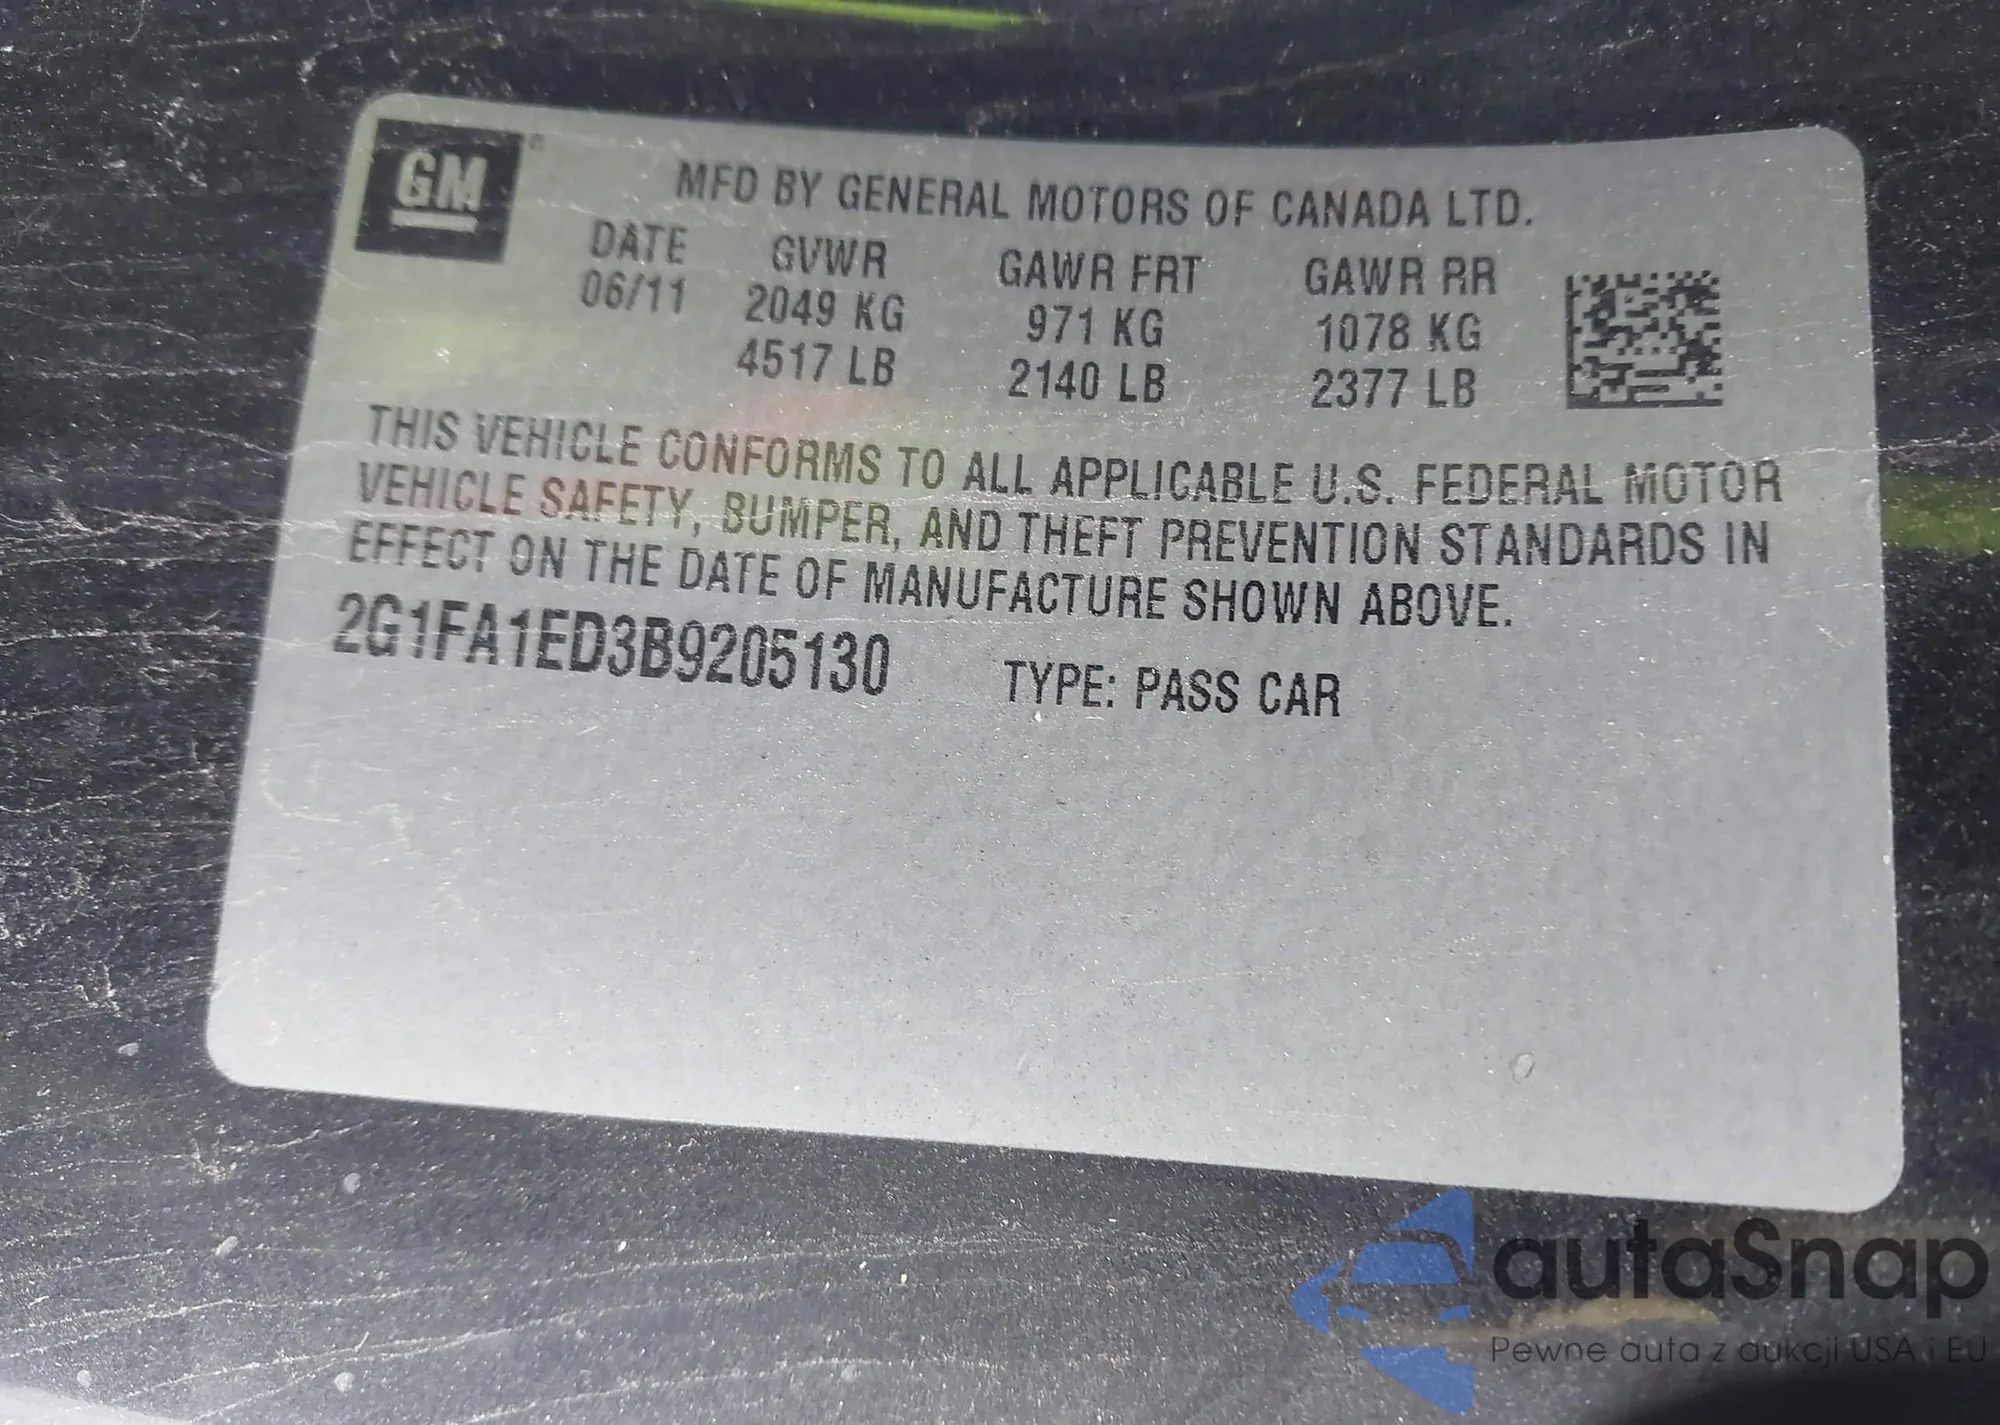 GM
MFD BY GENERAL MOTORS OF CANADA LTD.
DATE GVWR GAWR FRT GAWR RR
06/11 2049 KG 971 KG 1078 KG
4517 LB 2140 LB 2377 LB
THIS VEHICLE CONFORMS TO ALL APPLICABLE U.S. FEDERAL MOTOR
VEHICLE SAFETY, BUMPER, AND THEFT PREVENTION STANDARDS IN
EFFECT ON THE DATE OF MANUFACTURE SHOWN ABOVE.
2G1FA1ED3B9205130 TYPE: PASS CAR
autaSnap
Pewne auta z aukcji USA i EU